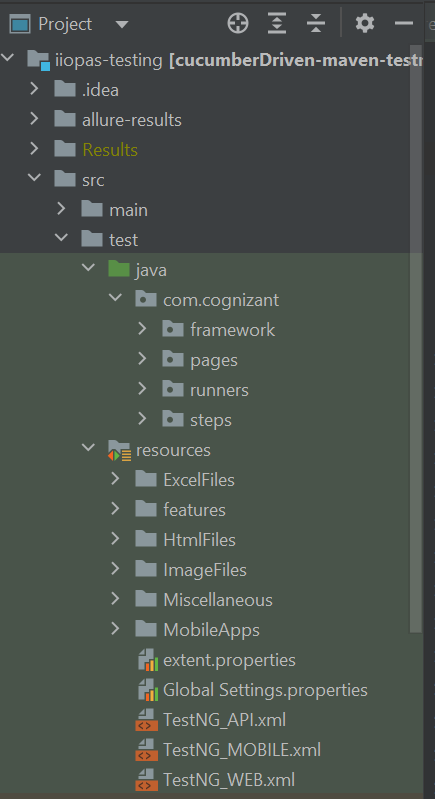 Project
iiopas-testing [cucumberDriven-maven-testn
.idea
allure-results
Results
src
main
test
java
com.cognizant
framework
pages
runners
steps
resources
ExcelFiles
features
HtmlFiles
ImageFiles
Miscellaneous
MobileApps
extent.properties
Global Settings.properties
TestNG_API.xml
TestNG_MOBILE.xml
TestNG_WEB.xml